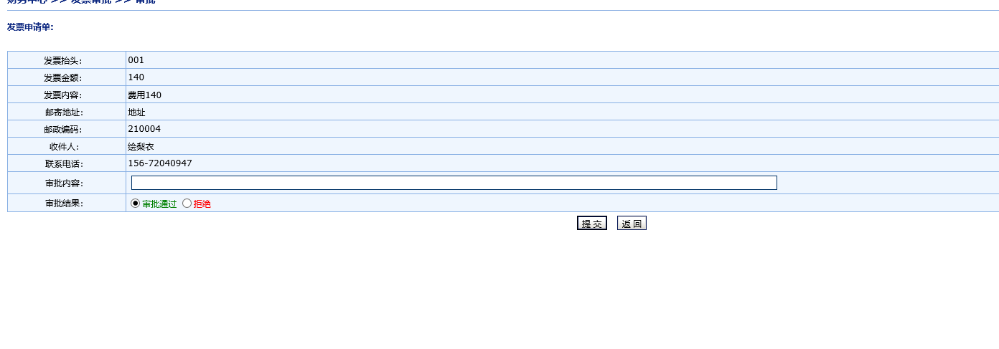 财务中心 >> 发票审批 >> 审批
发票申请单:
发票抬头: 001
发票金额: 140
发票内容: 费用140
邮寄地址: 地址
邮政编码: 210004
收件人: 绘梨衣
联系电话: 156-72040947
审批内容:
审批结果: 审批通过 拒绝
提 交 返 回